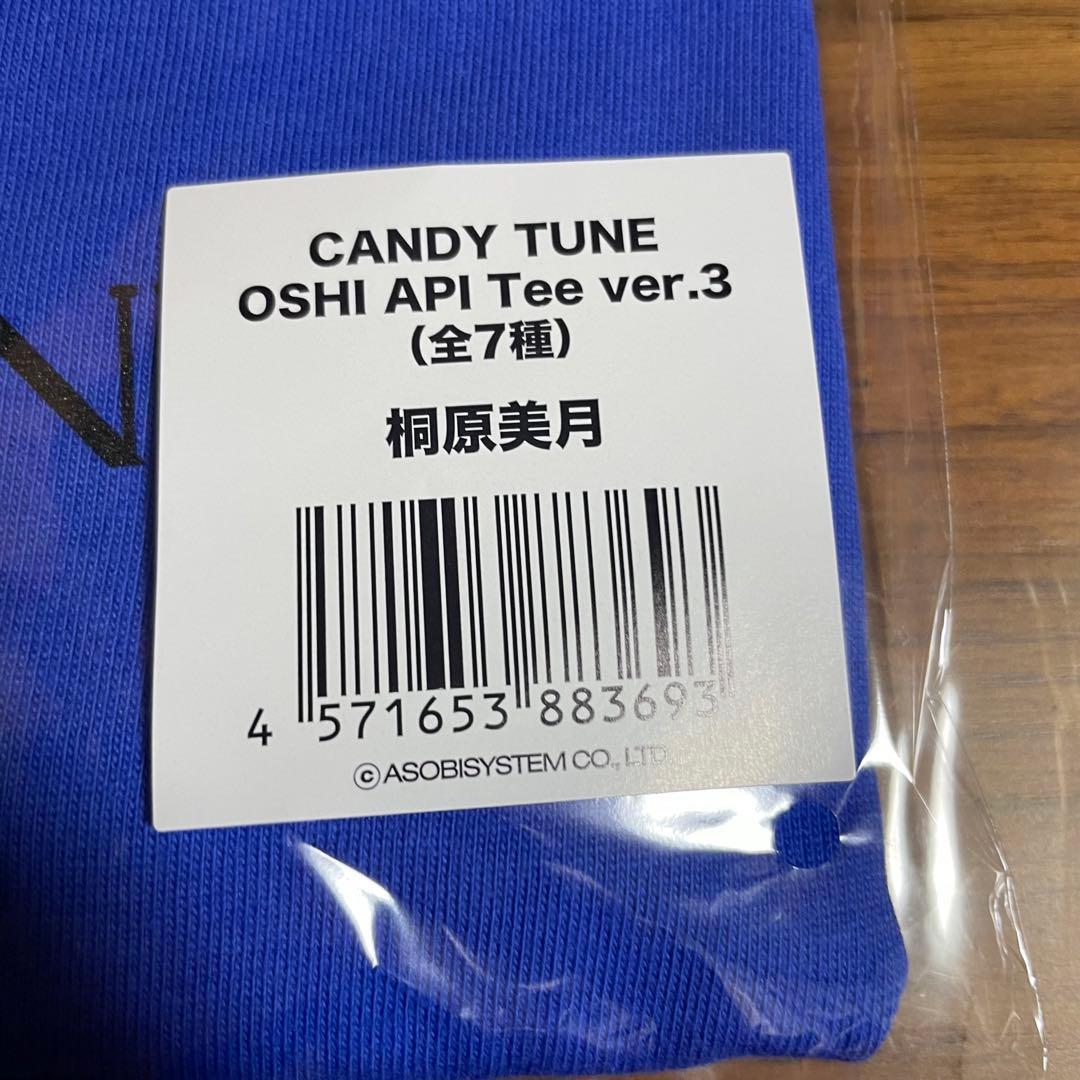 CANDY TUNE
OSHI API Tee ver.3
(全7種)
桐原美月
4 571653 883693
©ASOBISYSTEM CO., LTD.